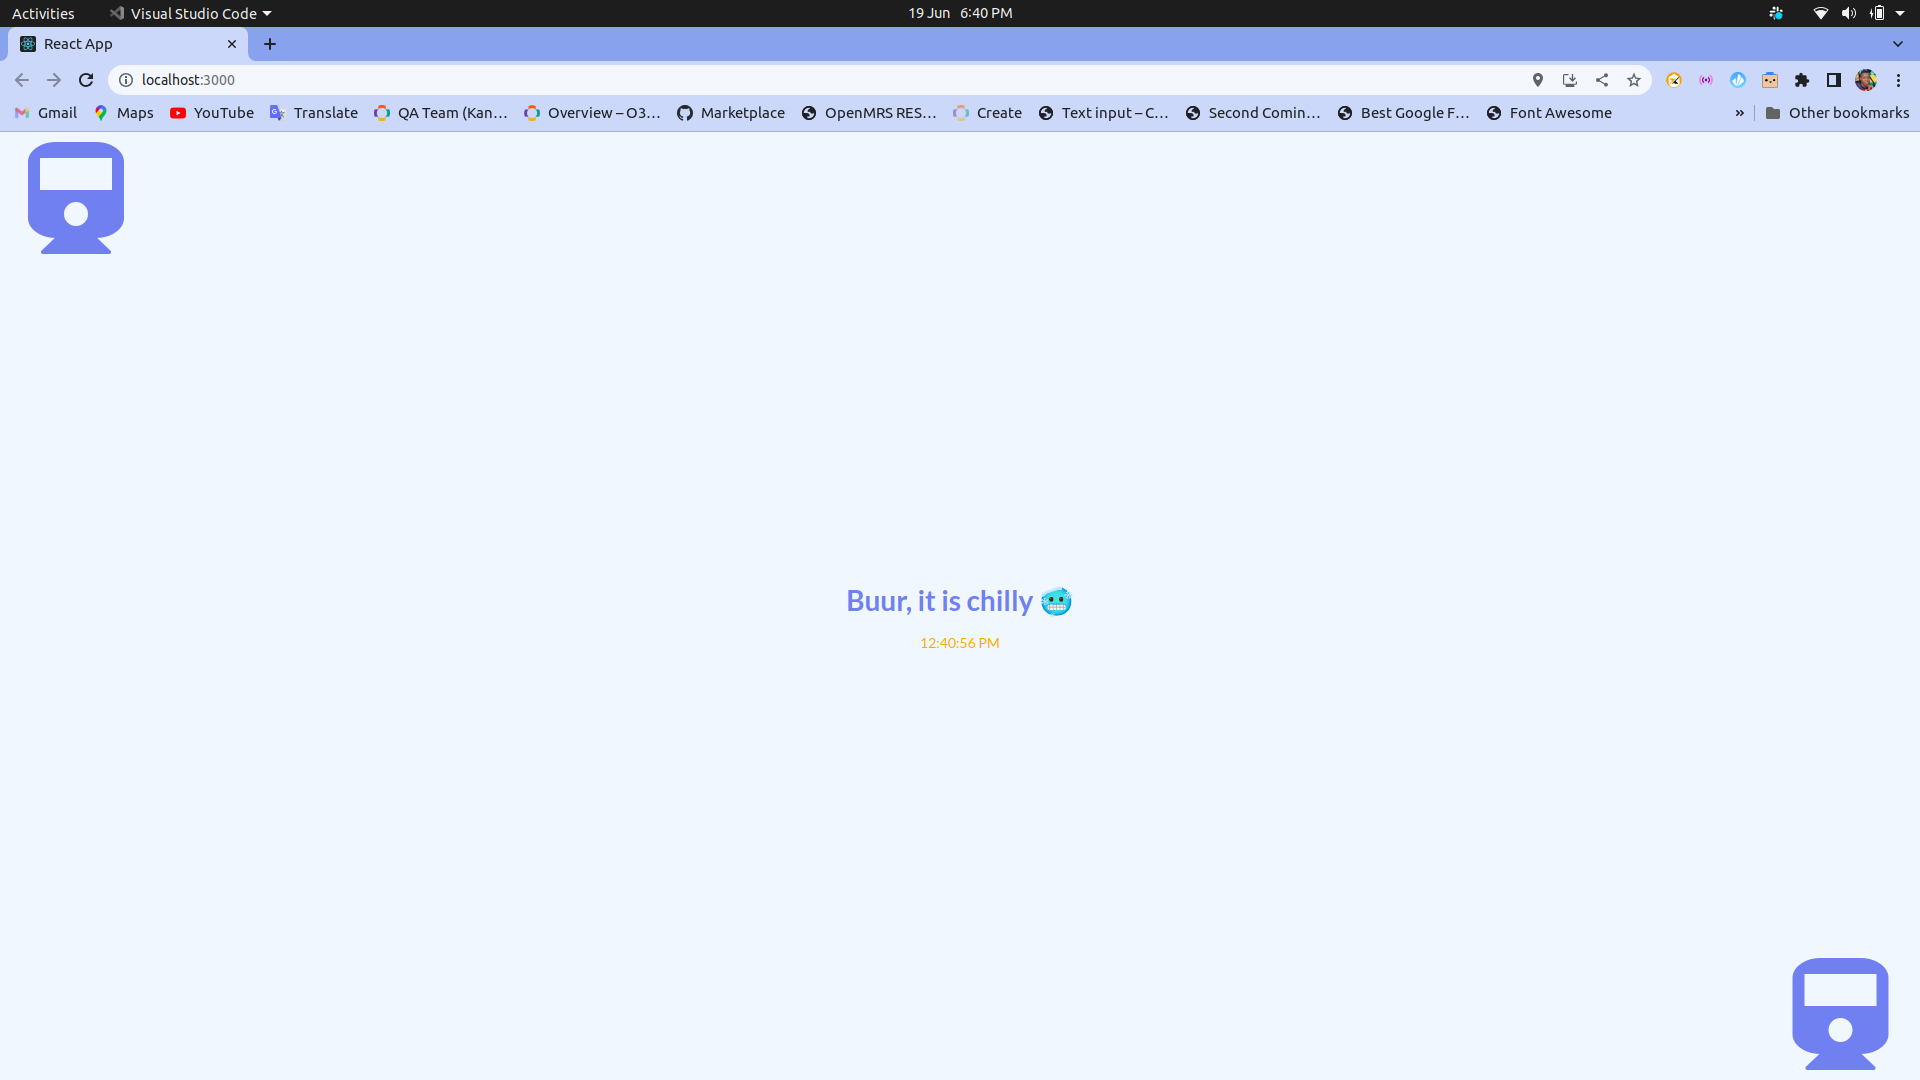 Activities Visual Studio Code 19 Jun 6:40 PM
React App
localhost:3000
Gmail Maps YouTube Translate QA Team (Kan… Overview – O3… Marketplace OpenMRS RES… Create Text input – C… Second Comin… Best Google F… Font Awesome » Other bookmarks
Buur, it is chilly 🥶
12:40:56 PM